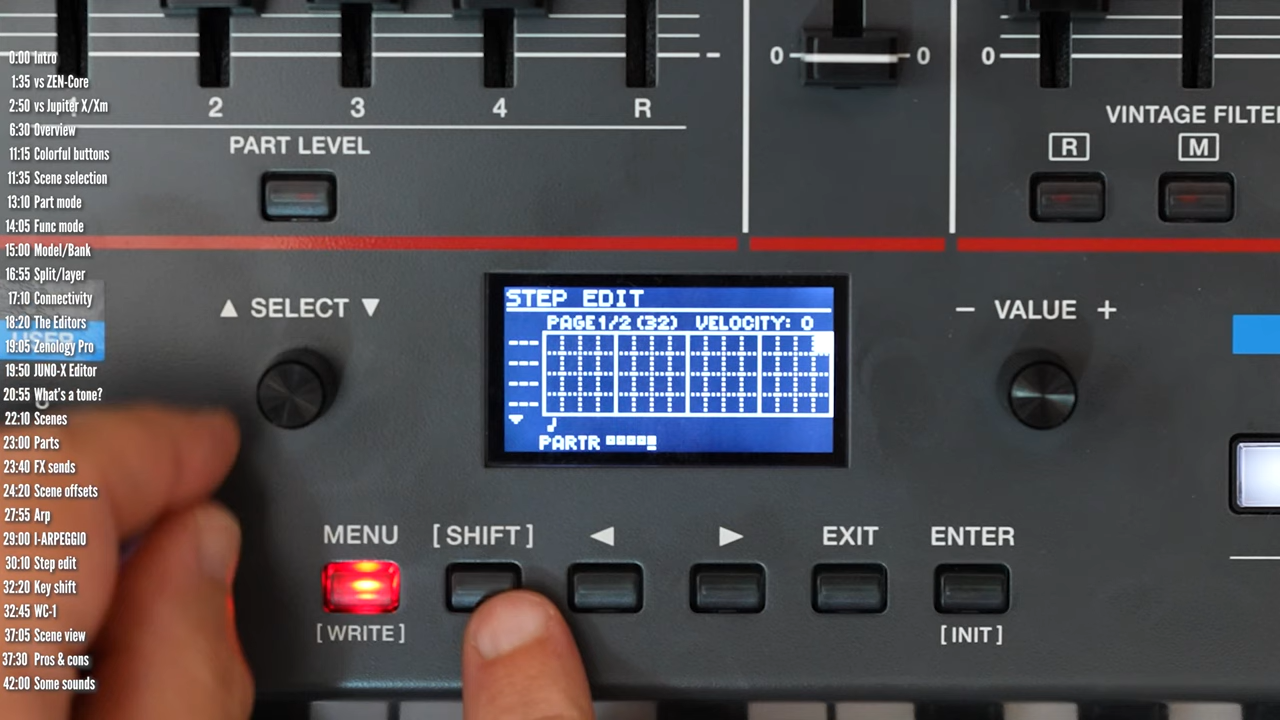 0:00 Intro
1:35 vs ZEN-Core
2:50 vs Jupiter X/Xm
6:30 Overview
11:15 Colorful buttons
11:35 Scene selection
13:10 Part mode
14:05 Func mode
15:00 Model/Bank
16:55 Split/layer
17:10 Connectivity
18:20 The Editors
19:05 Zenology Pro
19:50 JUNO-X Editor
20:55 What's a tone?
22:10 Scenes
23:00 Parts
23:40 FX sends
24:20 Scene offsets
27:55 Arp
29:00 I-ARPEGGIO
30:10 Step edit
32:20 Key shift
32:45 WC-1
37:05 Scene view
37:30 Pros & cons
42:00 Some sounds
0 0 0
2 3 4 R
PART LEVEL
VINTAGE FILTE
R M
▲ SELECT ▼
− VALUE +
STEP EDIT
PAGE1/2 (32) VELOCITY: 0
PARTR
MENU [SHIFT] ◀ ▶ EXIT ENTER
[WRITE] [INIT]